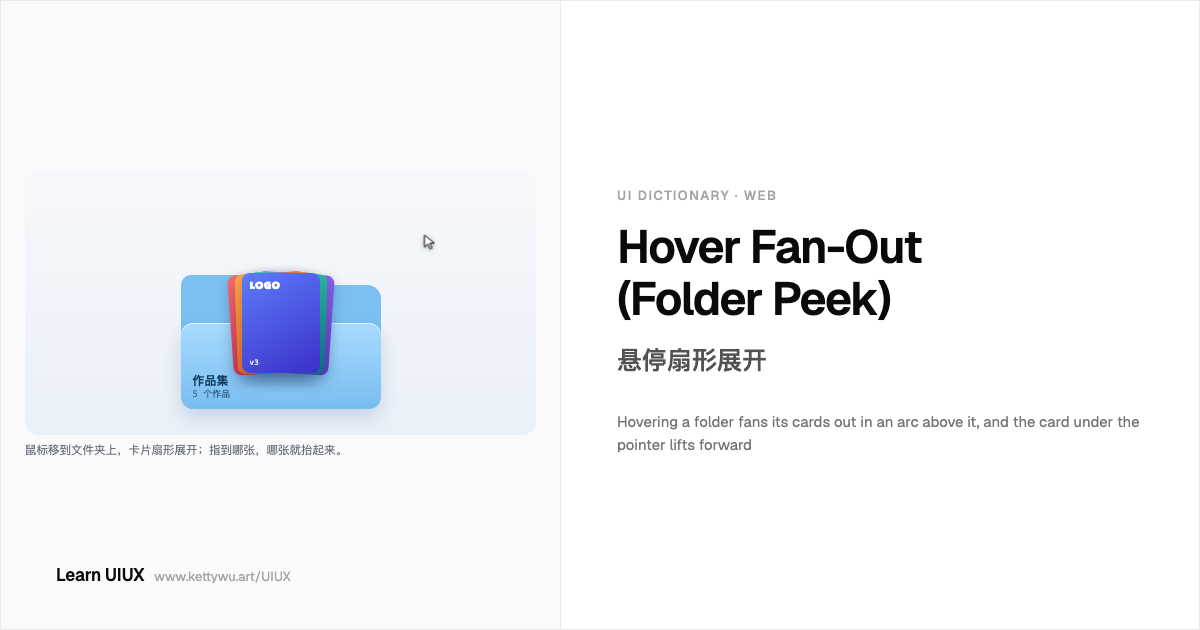 LOGO
v3
作品集
5 个作品
鼠标移到文件夹上，卡片扇形展开；指到哪张，哪张就抬起来。
Learn UIUX www.kettywu.art/UIUX
UI DICTIONARY · WEB
Hover Fan-Out
(Folder Peek)
悬停扇形展开
Hovering a folder fans its cards out in an arc above it, and the card under the
pointer lifts forward